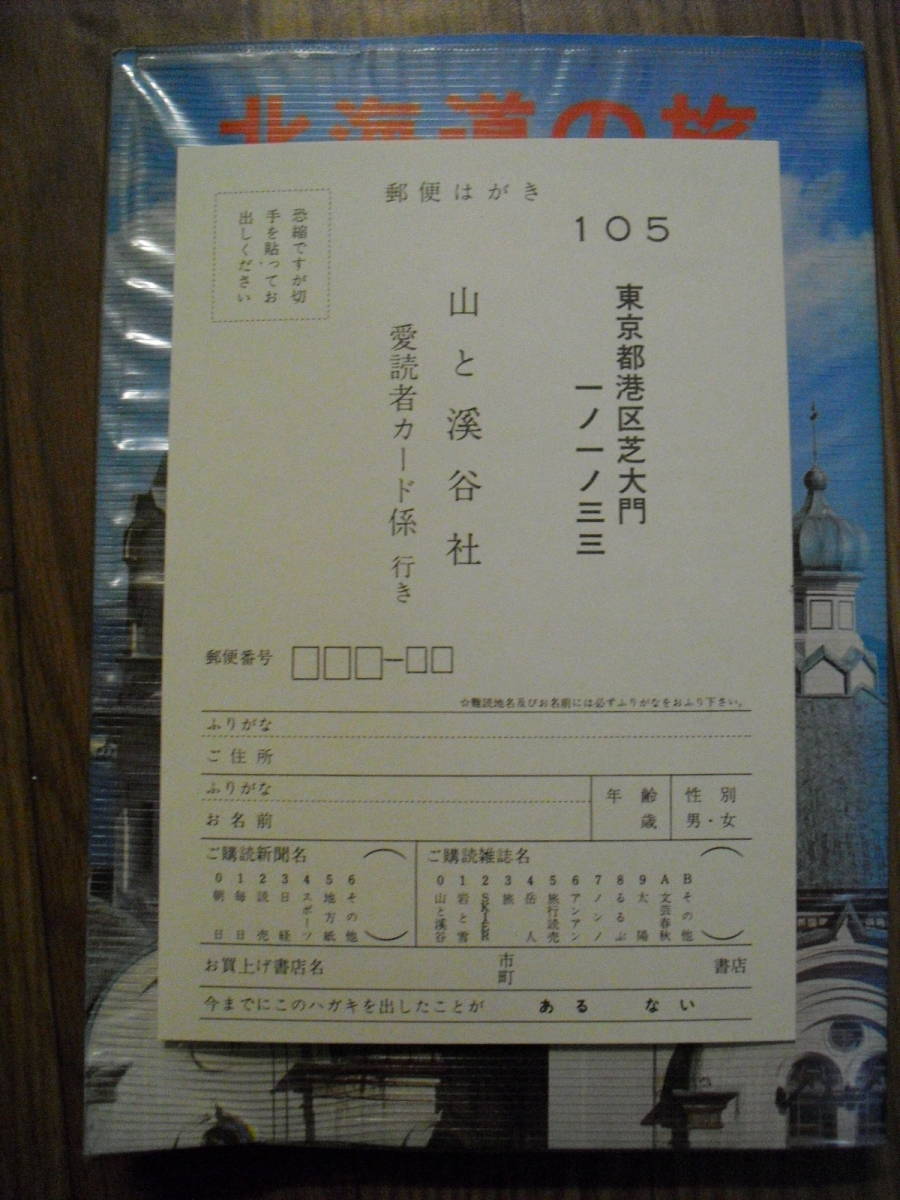 北海道の旅
郵便はがき
恐縮ですが切
手を貼ってお
出しください
105
東京都港区芝大門
一ノ一ノ三三
山と溪谷社
愛読者カード係 行き
郵便番号 □□□-□□
☆難読地名及びお名前には必ずふりがなをおふり下さい。
ふりがな
ご住所
ふりがな
お名前
年齢
歳
性別
男・女
ご購読新聞名
0 朝日
1 毎日
2 読売
3 日経
4 スポーツ
5 地方紙
6 その他
ご購読雑誌名
0 山と溪谷
1 岩と雪
2 SKIER
3 旅
4 岳人
5 旅行読売
6 アンアン
7 ノンノ
8 るるぶ
9 太陽
A 文芸春秋
B その他
お買上げ書店名 市町 書店
今までにこのハガキを出したことが ある ない